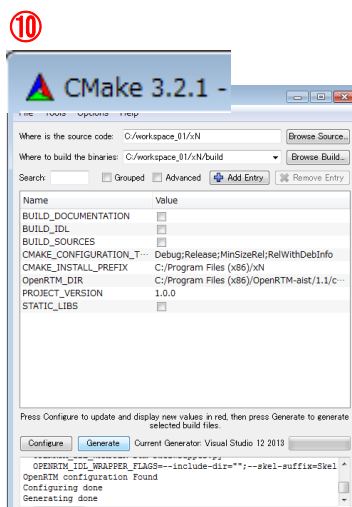 ⑩
CMake 3.2.1 -
File Tools Options Help
Where is the source code: C:/workspace_01/xN Browse Source...
Where to build the binaries: C:/workspace_01/xN/build Browse Build...
Search: Grouped Advanced Add Entry Remove Entry
Name Value
BUILD_DOCUMENTATION
BUILD_IDL
BUILD_SOURCES
CMAKE_CONFIGURATION_T... Debug;Release;MinSizeRel;RelWithDebInfo
CMAKE_INSTALL_PREFIX C:/Program Files (x86)/xN
OpenRTM_DIR C:/Program Files (x86)/OpenRTM-aist/1.1/c...
PROJECT_VERSION 1.0.0
STATIC_LIBS
Press Configure to update and display new values in red, then press Generate to generate
selected build files.
Configure Generate Current Generator: Visual Studio 12 2013
OPENRTM_IDL_WRAPPER_FLAGS=--include-dir="";--skel-suffix=Skel
OpenRTM configuration Found
Configuring done
Generating done